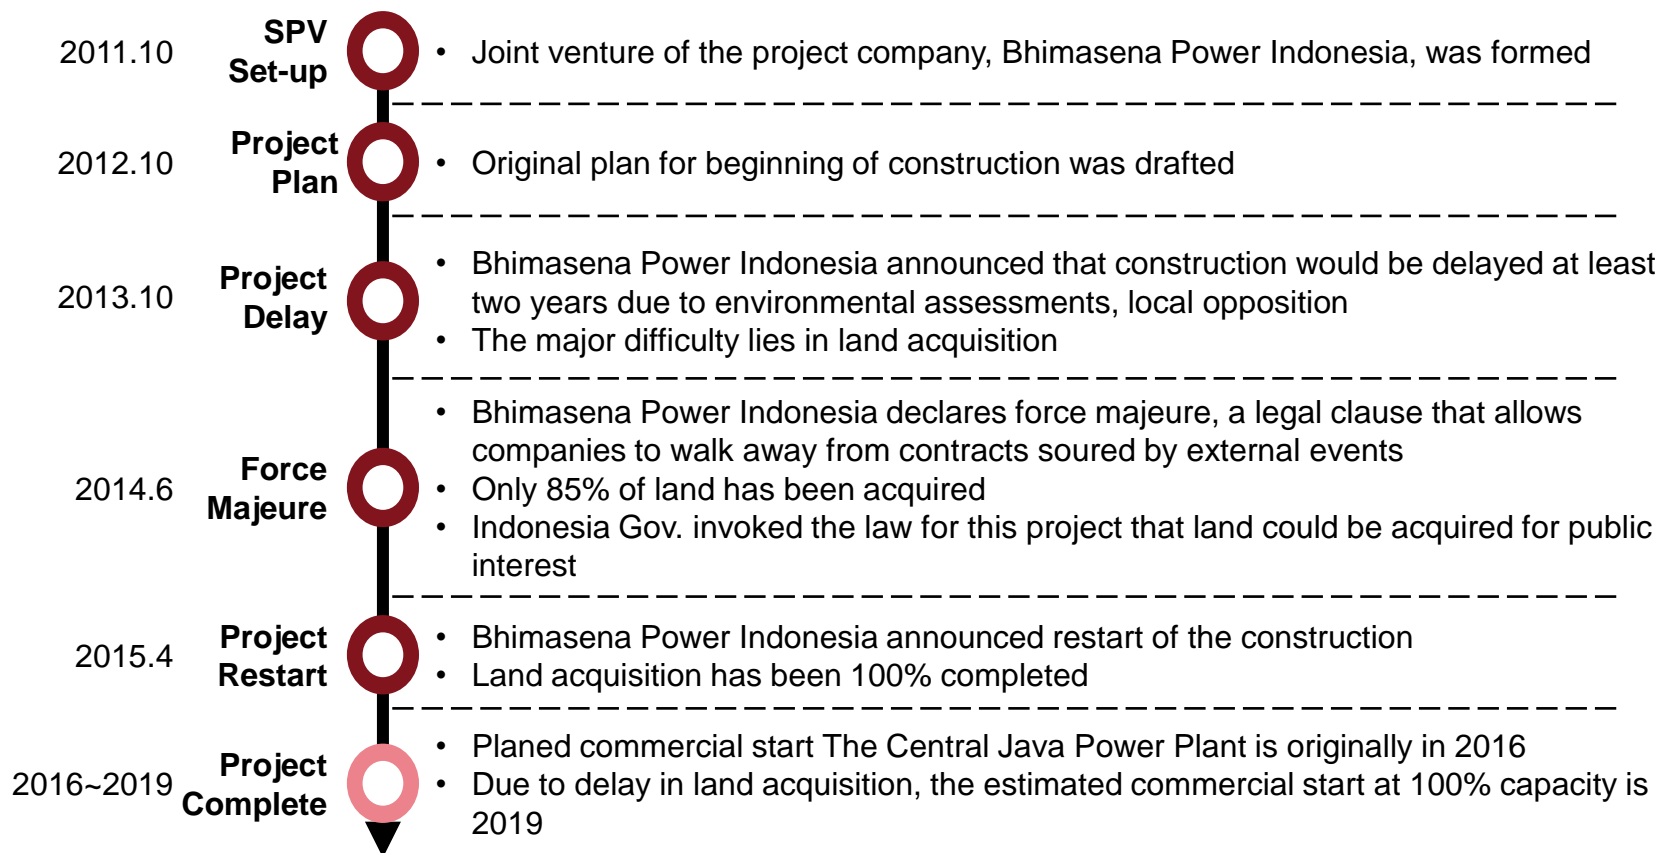 2011.10
SPV
Set-up
• Joint venture of the project company, Bhimasena Power Indonesia, was formed
2012.10
Project
Plan
• Original plan for beginning of construction was drafted
2013.10
Project
Delay
• Bhimasena Power Indonesia announced that construction would be delayed at least
two years due to environmental assessments, local opposition
• The major difficulty lies in land acquisition
2014.6
Force
Majeure
• Bhimasena Power Indonesia declares force majeure, a legal clause that allows
companies to walk away from contracts soured by external events
• Only 85% of land has been acquired
• Indonesia Gov. invoked the law for this project that land could be acquired for public
interest
2015.4
Project
Restart
• Bhimasena Power Indonesia announced restart of the construction
• Land acquisition has been 100% completed
2016~2019
Project
Complete
• Planed commercial start The Central Java Power Plant is originally in 2016
• Due to delay in land acquisition, the estimated commercial start at 100% capacity is
2019